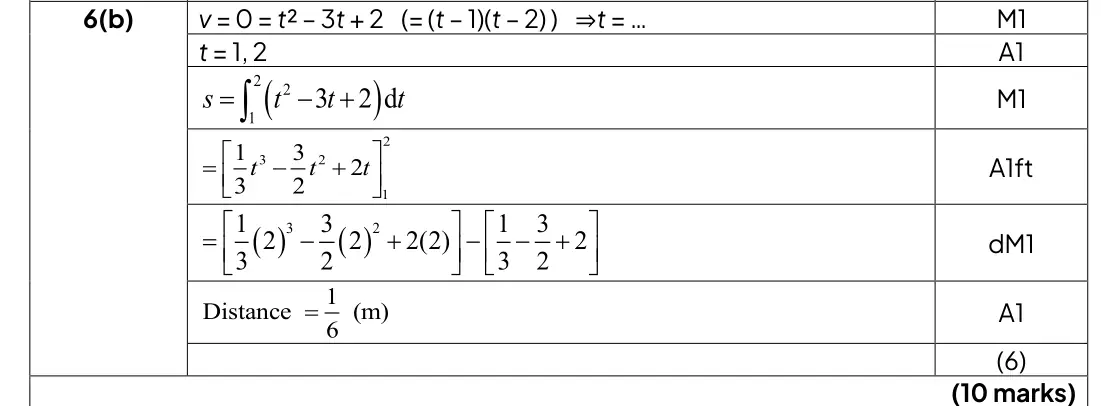 6(b) v = 0 = t² – 3t + 2 (= (t – 1)(t – 2) ) ⇒t = ... M1
t = 1, 2 A1
s = ∫₁² (t² – 3t + 2)dt M1
= [1/3 t³ – 3/2 t² + 2t]₁² A1ft
= [1/3 (2)³ – 3/2 (2)² + 2(2)] – [1/3 – 3/2 + 2] dM1
Distance = 1/6 (m) A1
(6)
(10 marks)